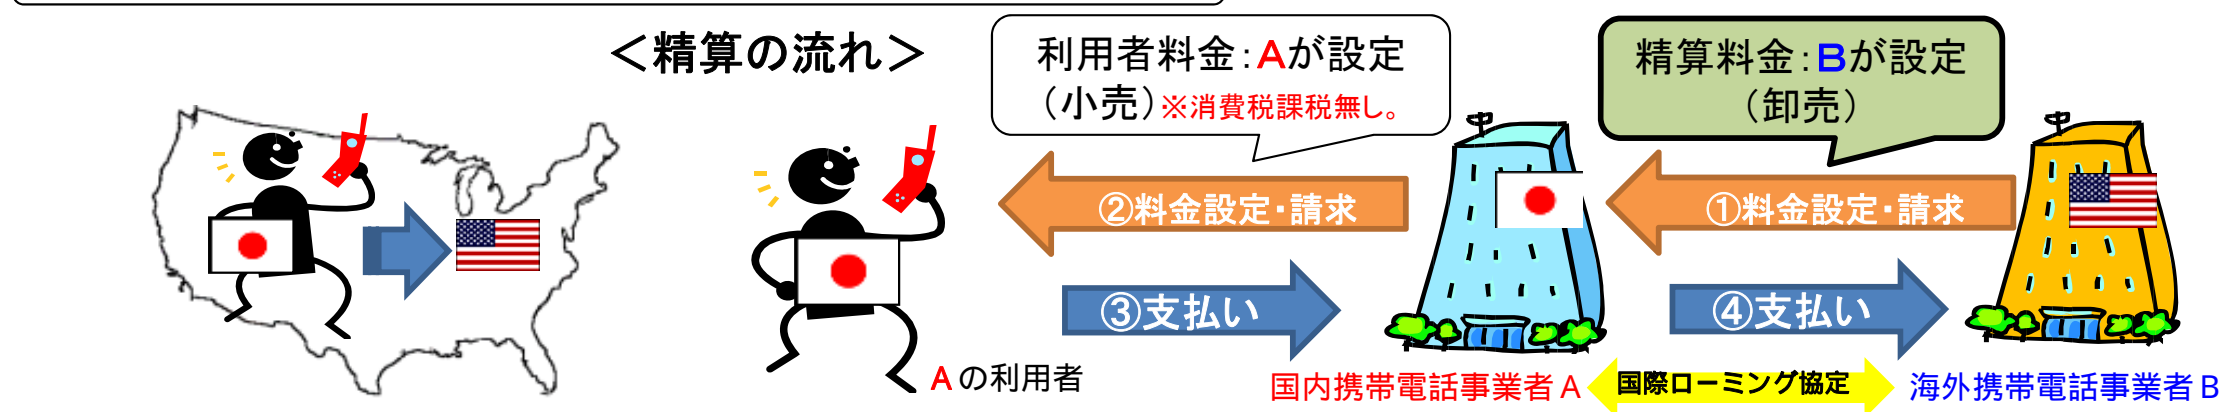 ＜精算の流れ＞
利用者料金：Aが設定
（小売）※消費税課税無し。
精算料金：Bが設定
（卸売）
②料金設定・請求
①料金設定・請求
③支払い
④支払い
Aの利用者
国内携帯電話事業者A
国際ローミング協定
海外携帯電話事業者B